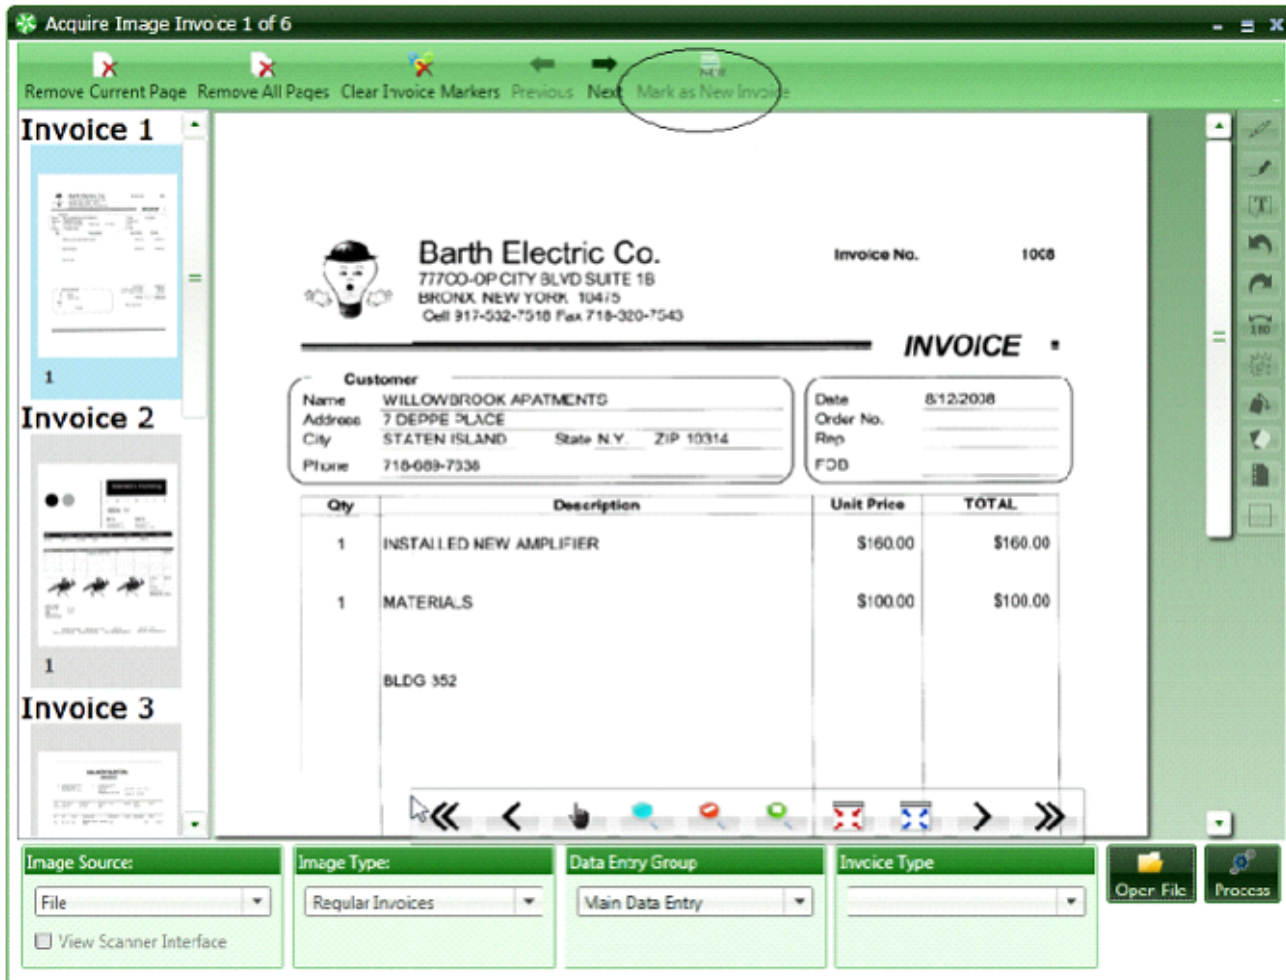 Acquire Image Invoice 1 of 6
Remove Current Page Remove All Pages Clear Invoice Markers Previous Next Mark as New Invoice
Invoice 1
1
Invoice 2
1
Invoice 3
Barth Electric Co.
777CO-OP CITY BLVD SUITE 1B
BRONX, NEW YORK 10475
Cell 917-532-7518 Fax 718-320-7543
Invoice No. 1008
INVOICE
Customer
Name WILLOWBROOK APATMENTS
Address 7 DEPPE PLACE
City STATEN ISLAND State N.Y. ZIP 10314
Phone
Date 8/12/2008
Order No.
Rep
FOB
Qty Description Unit Price TOTAL
1 INSTALLED NEW AMPLIFIER $160.00 $160.00
1 MATERIALS $100.00 $100.00
BLDG 352
180
Image Source:
File
View Scanner Interface
Image Type:
Regular Invoices
Data Entry Group
Main Data Entry
Invoice Type
Open File
Process